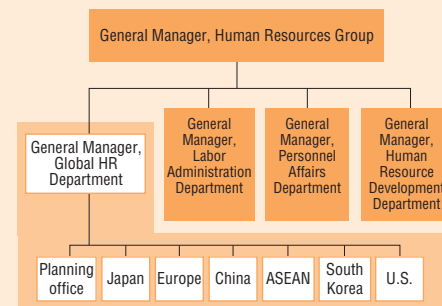 General Manager, Human Resources Group
General Manager,
Global HR
Department
General
Manager,
Labor
Administration
Department
General
Manager,
Personnel
Affairs
Department
General
Manager,
Human
Resource
Development
Department
Planning
office
Japan
Europe
China
ASEAN
South
Korea
U.S.